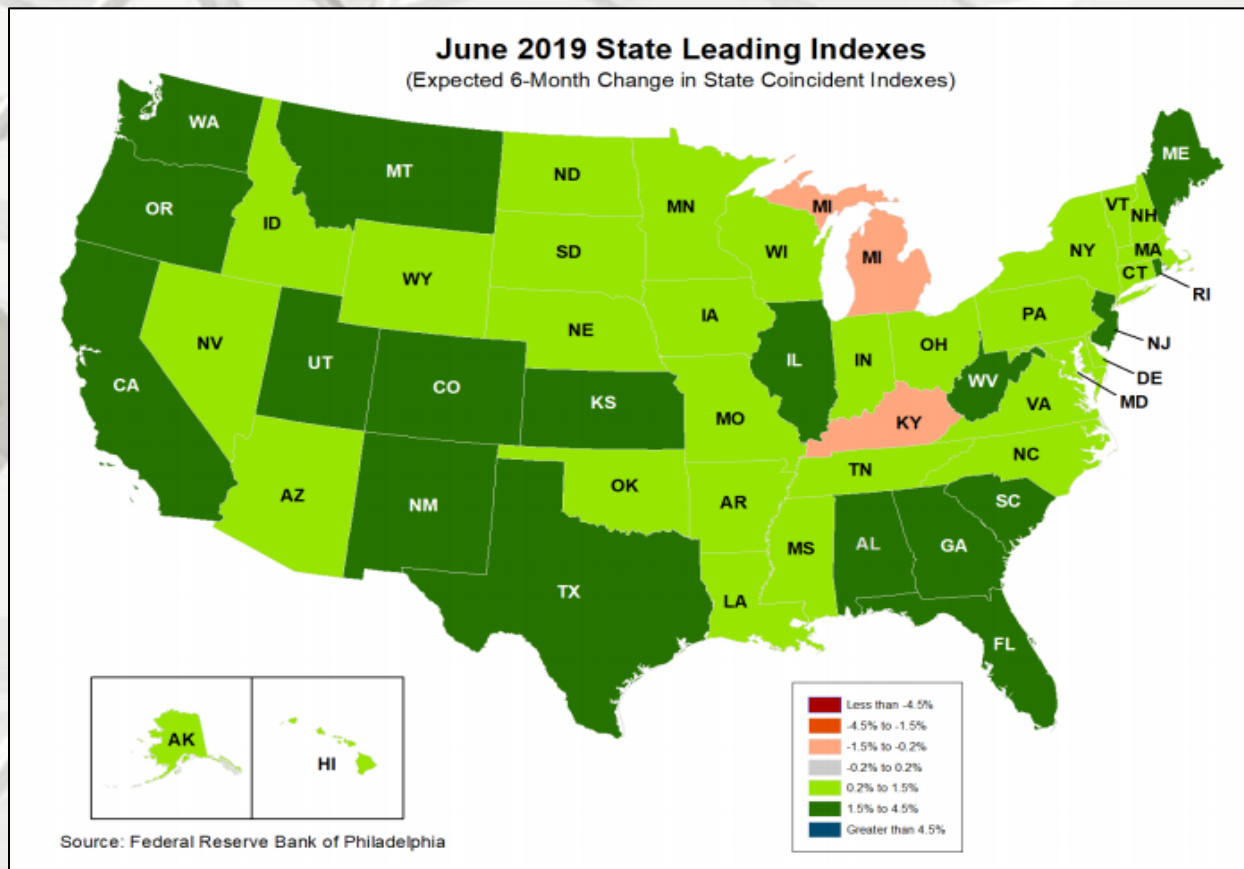 June 2019 State Leading Indexes
(Expected 6-Month Change in State Coincident Indexes)
WA
MT
ND
MN
MI
ME
OR
ID
SD
WI
MI
VT
NH
NY
MA
CT
RI
WY
IA
PA
NE
NV
UT
CO
IL
IN
OH
NJ
CA
KS
MO
WV
DE
MD
VA
KY
AZ
NM
OK
AR
TN
NC
SC
MS
AL
GA
TX
LA
FL
AK
HI
Less than -4.5%
-4.5% to -1.5%
-1.5% to -0.2%
-0.2% to 0.2%
0.2% to 1.5%
1.5% to 4.5%
Greater than 4.5%
Source: Federal Reserve Bank of Philadelphia